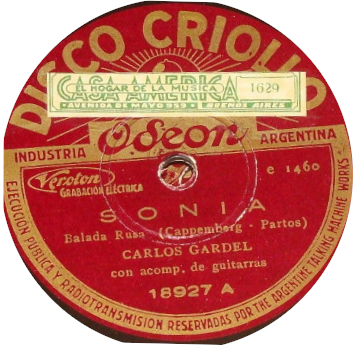 DISCO CRIOLLO
EL HOGAR DE LA MUSICA
CASA AMERICA
AVENIDA DE MAYO 959 BUENOS AIRES
1629
Odeon
INDUSTRIA ARGENTINA
Veroton
GRABACIÓN ELÉCTRICA
e 1460
SONIA
Balada Rusa (Cappemberg - Partos)
CARLOS GARDEL
con acomp. de guitarras
18927 A
EJECUCION PUBLICA Y RADIOTRANSMISION RESERVADAS POR THE ARGENTINE TALKING MACHINE WORKS